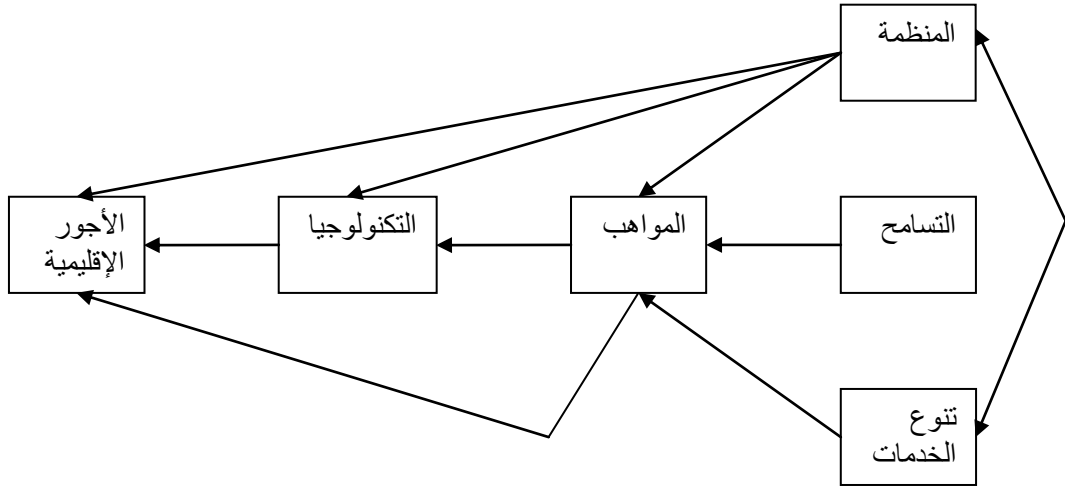 المنظمة
التسامح
المواهب
التكنولوجيا
الأجور
الإقليمية
تنوع
الخدمات